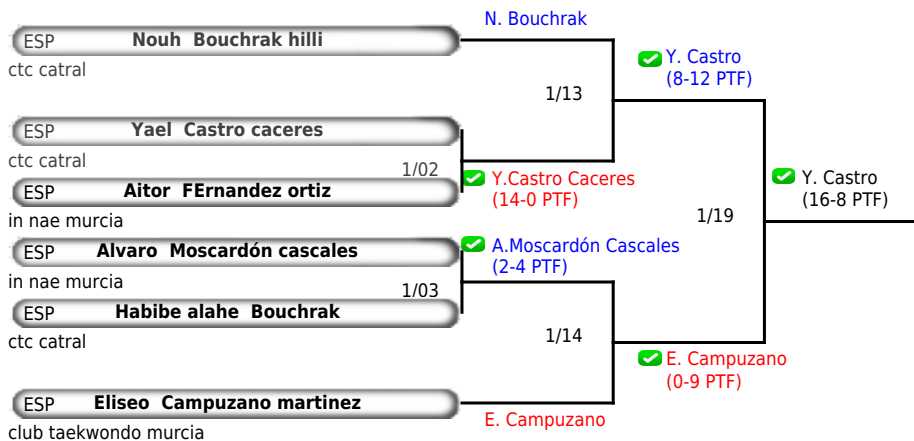 N. Bouchrak
ESP Nouh Bouchrak hilli
ctc catral
Y. Castro
(8-12 PTF)
1/13
ESP Yael Castro caceres
ctc catral
1/02
Y.Castro Caceres
(14-0 PTF)
ESP Aitor FErnandez ortiz
in nae murcia
Y. Castro
(16-8 PTF)
1/19
ESP Alvaro Moscardón cascales
in nae murcia
A.Moscardón Cascales
(2-4 PTF)
1/03
ESP Habibe alahe Bouchrak
ctc catral
1/14
E. Campuzano
(0-9 PTF)
ESP Eliseo Campuzano martinez
club taekwondo murcia
E. Campuzano